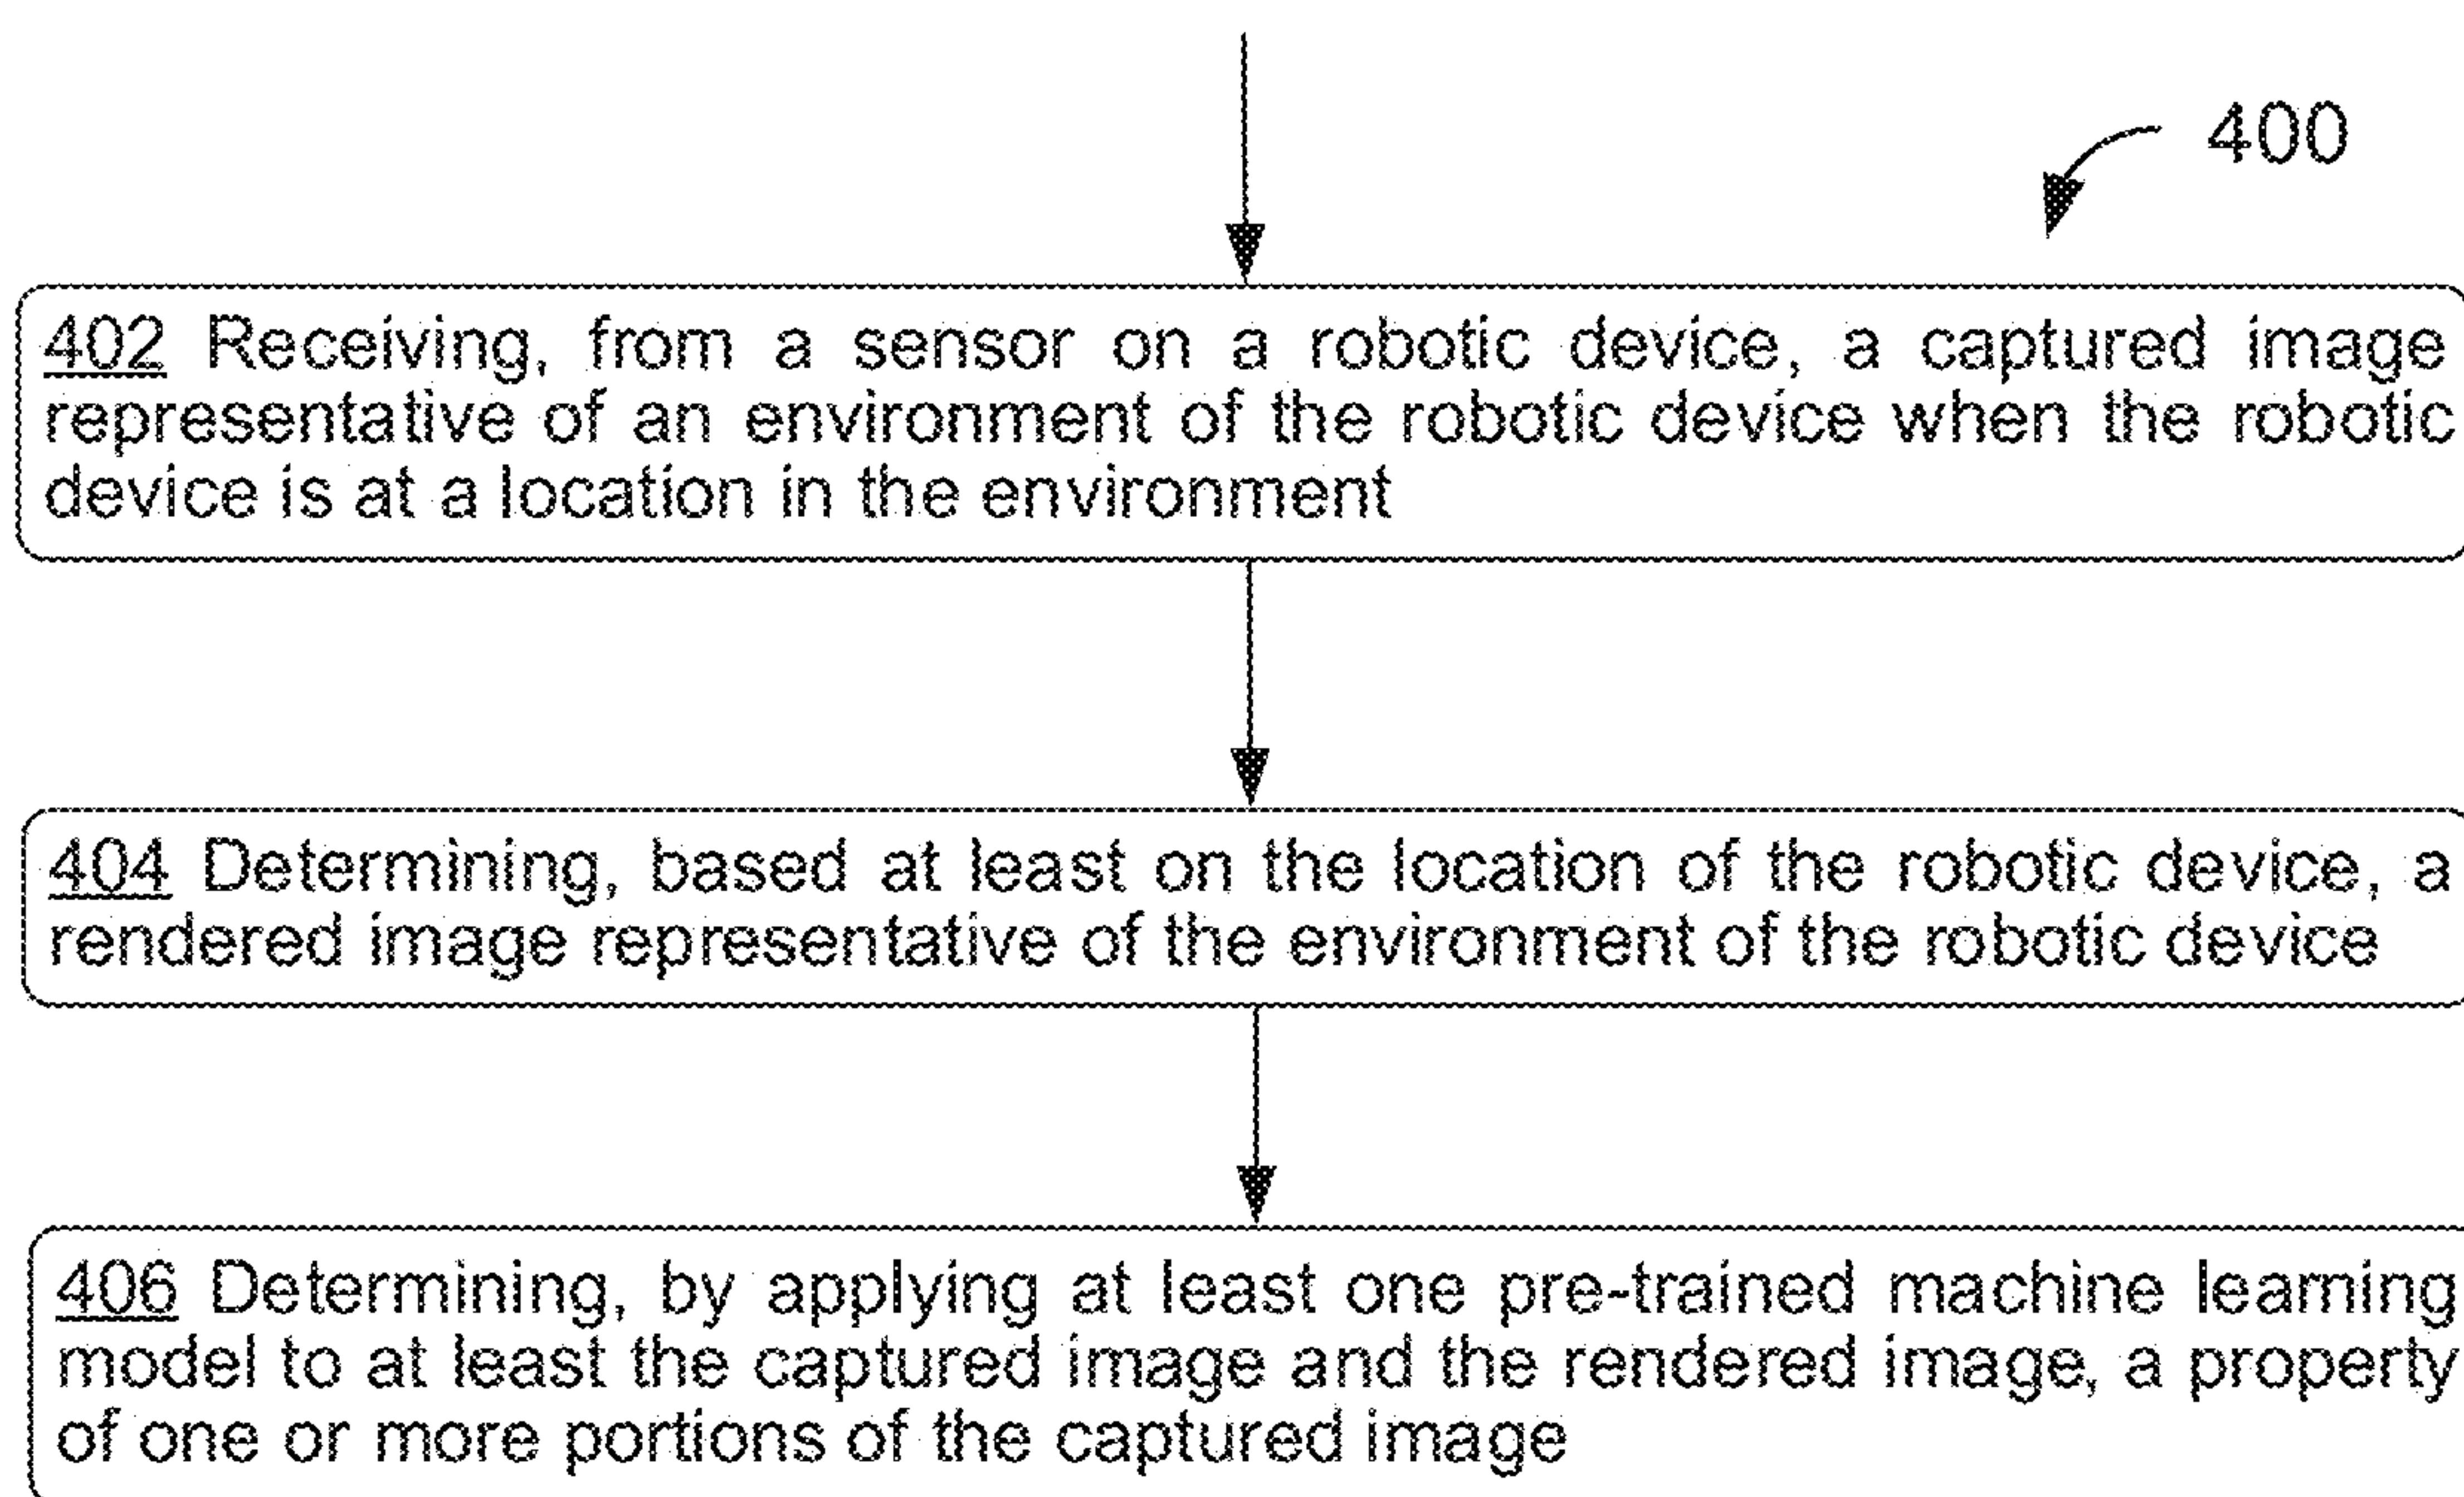 400
402 Receiving, from a sensor on a robotic device, a captured image
representative of an environment of the robotic device when the robotic
device is at a location in the environment
404 Determining, based at least on the location of the robotic device, a
rendered image representative of the environment of the robotic device
406 Determining, by applying at least one pre-trained machine learning
model to at least the captured image and the rendered image, a property
of one or more portions of the captured image